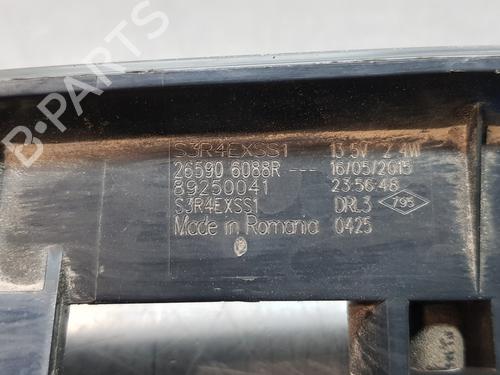 B-PARTS
S3R4EXSS1 13.5V 2.4W
26590 6088R --- 16/05/2015
89250041 23:56:48
S3R4EXSS1 DRL3 795
Made in Romania 0425